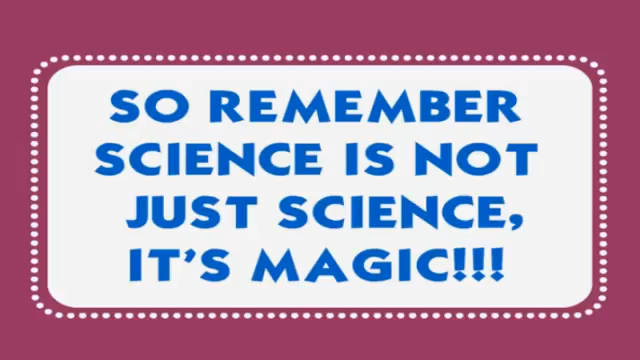 SO REMEMBER
SCIENCE IS NOT
JUST SCIENCE,
IT'S MAGIC!!!